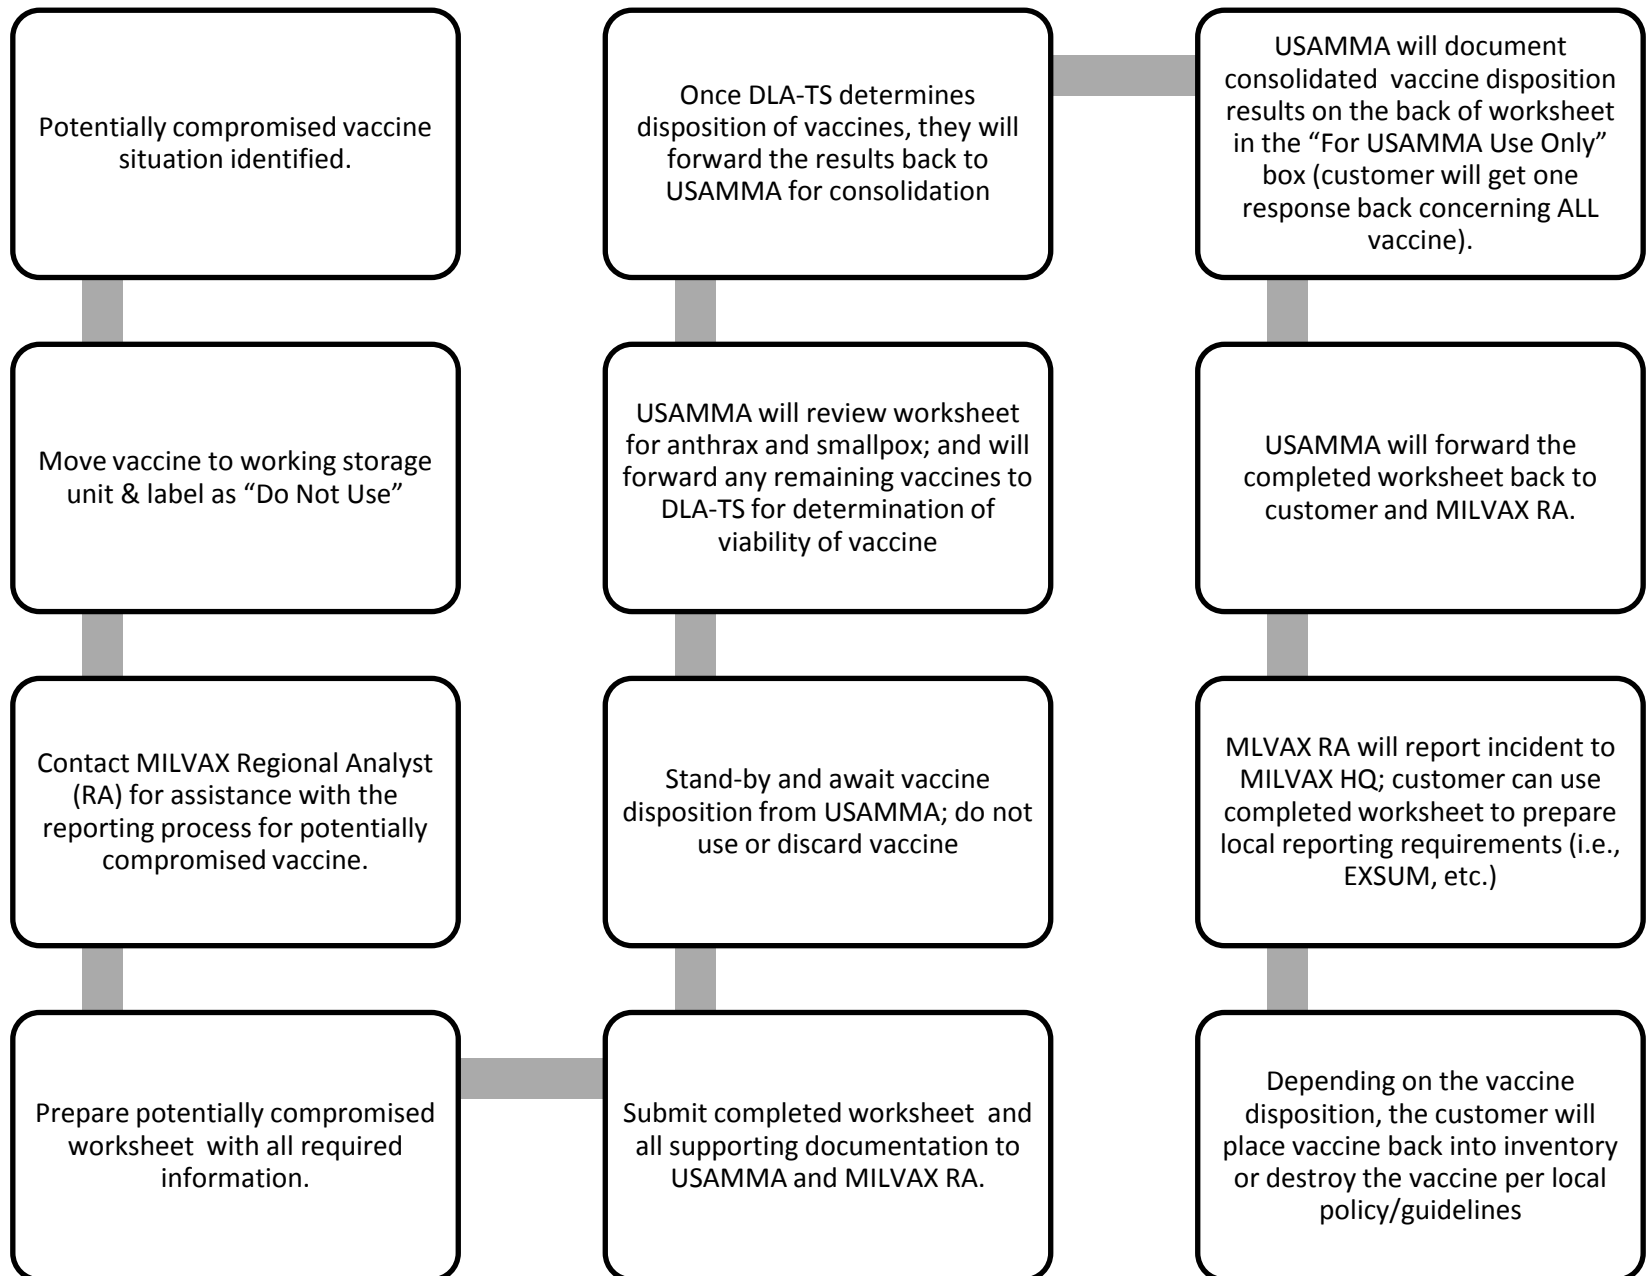 Potentially compromised vaccine
situation identified.
Move vaccine to working storage
unit & label as “Do Not Use”
Contact MILVAX Regional Analyst
(RA) for assistance with the
reporting process for potentially
compromised vaccine.
Prepare potentially compromised
worksheet with all required
information.
Submit completed worksheet and
all supporting documentation to
USAMMA and MILVAX RA.
Stand-by and await vaccine
disposition from USAMMA; do not
use or discard vaccine
USAMMA will review worksheet
for anthrax and smallpox; and will
forward any remaining vaccines to
DLA-TS for determination of
viability of vaccine
Once DLA-TS determines
disposition of vaccines, they will
forward the results back to
USAMMA for consolidation
USAMMA will document
consolidated vaccine disposition
results on the back of worksheet
in the “For USAMMA Use Only”
box (customer will get one
response back concerning ALL
vaccine).
USAMMA will forward the
completed worksheet back to
customer and MILVAX RA.
MLVAX RA will report incident to
MILVAX HQ; customer can use
completed worksheet to prepare
local reporting requirements (i.e.,
EXSUM, etc.)
Depending on the vaccine
disposition, the customer will
place vaccine back into inventory
or destroy the vaccine per local
policy/guidelines